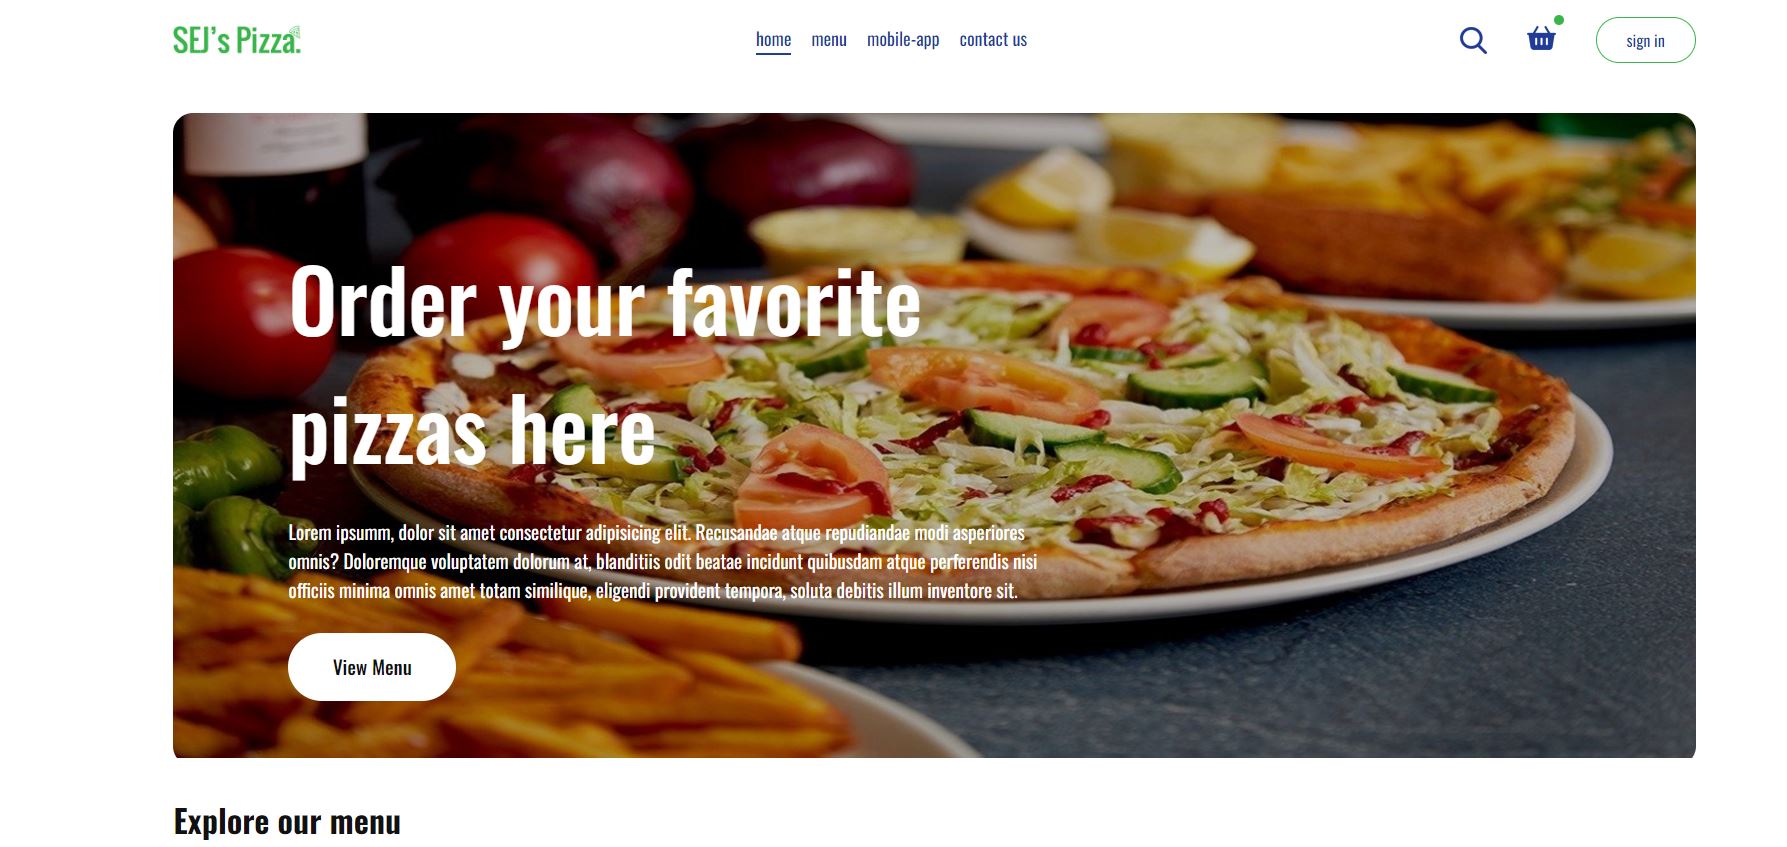 SEJ's Pizza.
home menu mobile-app contact us
sign in
Order your favorite
pizzas here
Lorem ipsumm, dolor sit amet consectetur adipisicing elit. Recusandae atque repudiandae modi asperiores
omnis? Doloremque voluptatem dolorum at, blanditiis odit beatae incidunt quibusdam atque perferendis nisi
officiis minima omnis amet totam similique, eligendi provident tempora, soluta debitis illum inventore sit.
View Menu
Explore our menu